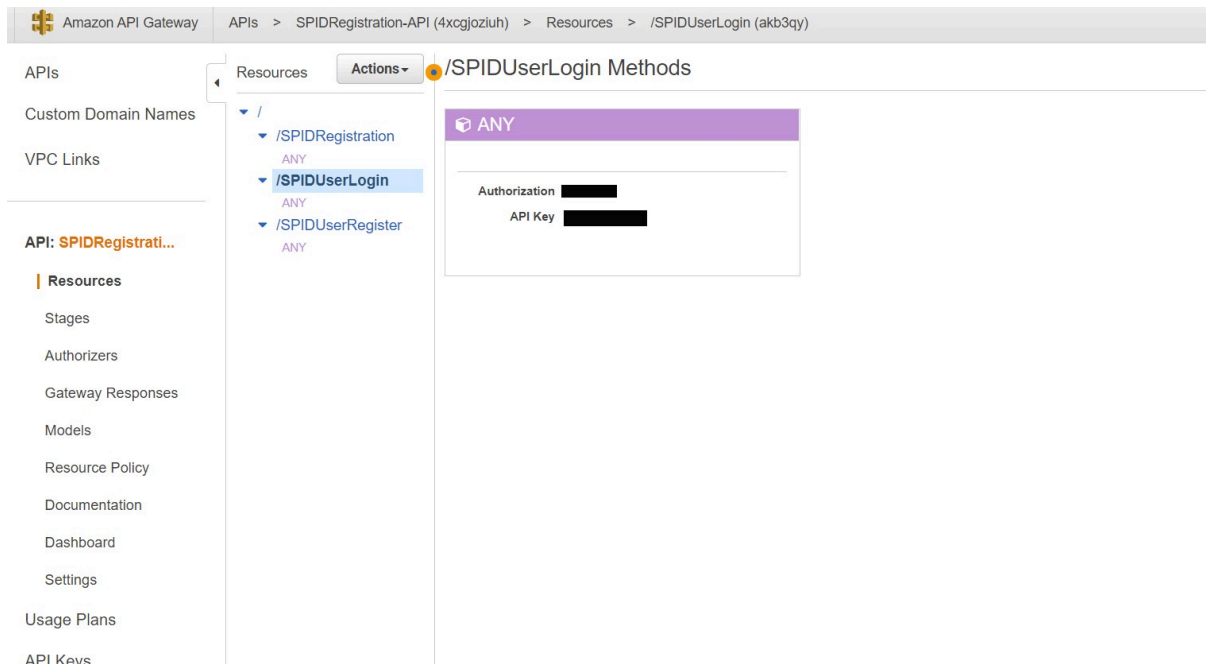 Amazon API Gateway APIs > SPIDRegistration-API (4xcgjoziuh) > Resources > /SPIDUserLogin (akb3qy)
APIs
Custom Domain Names
VPC Links
API: SPIDRegistrati...
Resources
Stages
Authorizers
Gateway Responses
Models
Resource Policy
Documentation
Dashboard
Settings
Usage Plans
API Keys
Resources Actions
/
/SPIDRegistration
ANY
/SPIDUserLogin
ANY
/SPIDUserRegister
ANY
/SPIDUserLogin Methods
ANY
Authorization
API Key